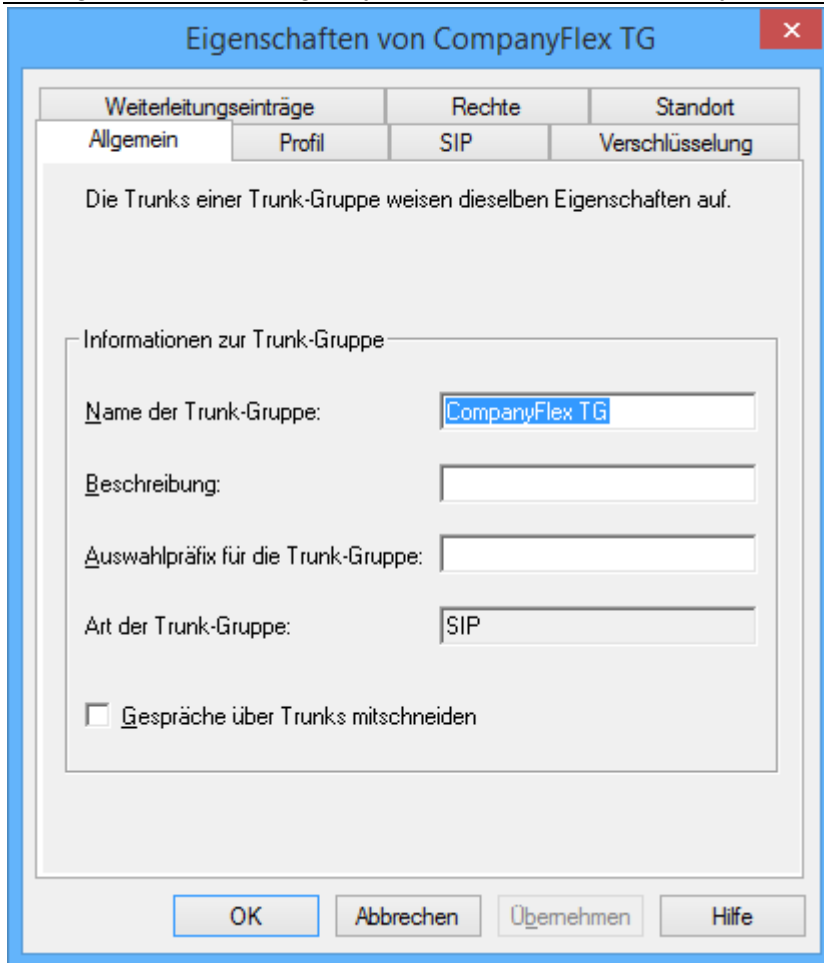 Eigenschaften von CompanyFlex TG
Weiterleitungseinträge Rechte Standort
Allgemein Profil SIP Verschlüsselung
Die Trunks einer Trunk-Gruppe weisen dieselben Eigenschaften auf.
Informationen zur Trunk-Gruppe
Name der Trunk-Gruppe: CompanyFlex TG
Beschreibung:
Auswahlpräfix für die Trunk-Gruppe:
Art der Trunk-Gruppe: SIP
Gespräche über Trunks mitschneiden
OK Abbrechen Übernehmen Hilfe